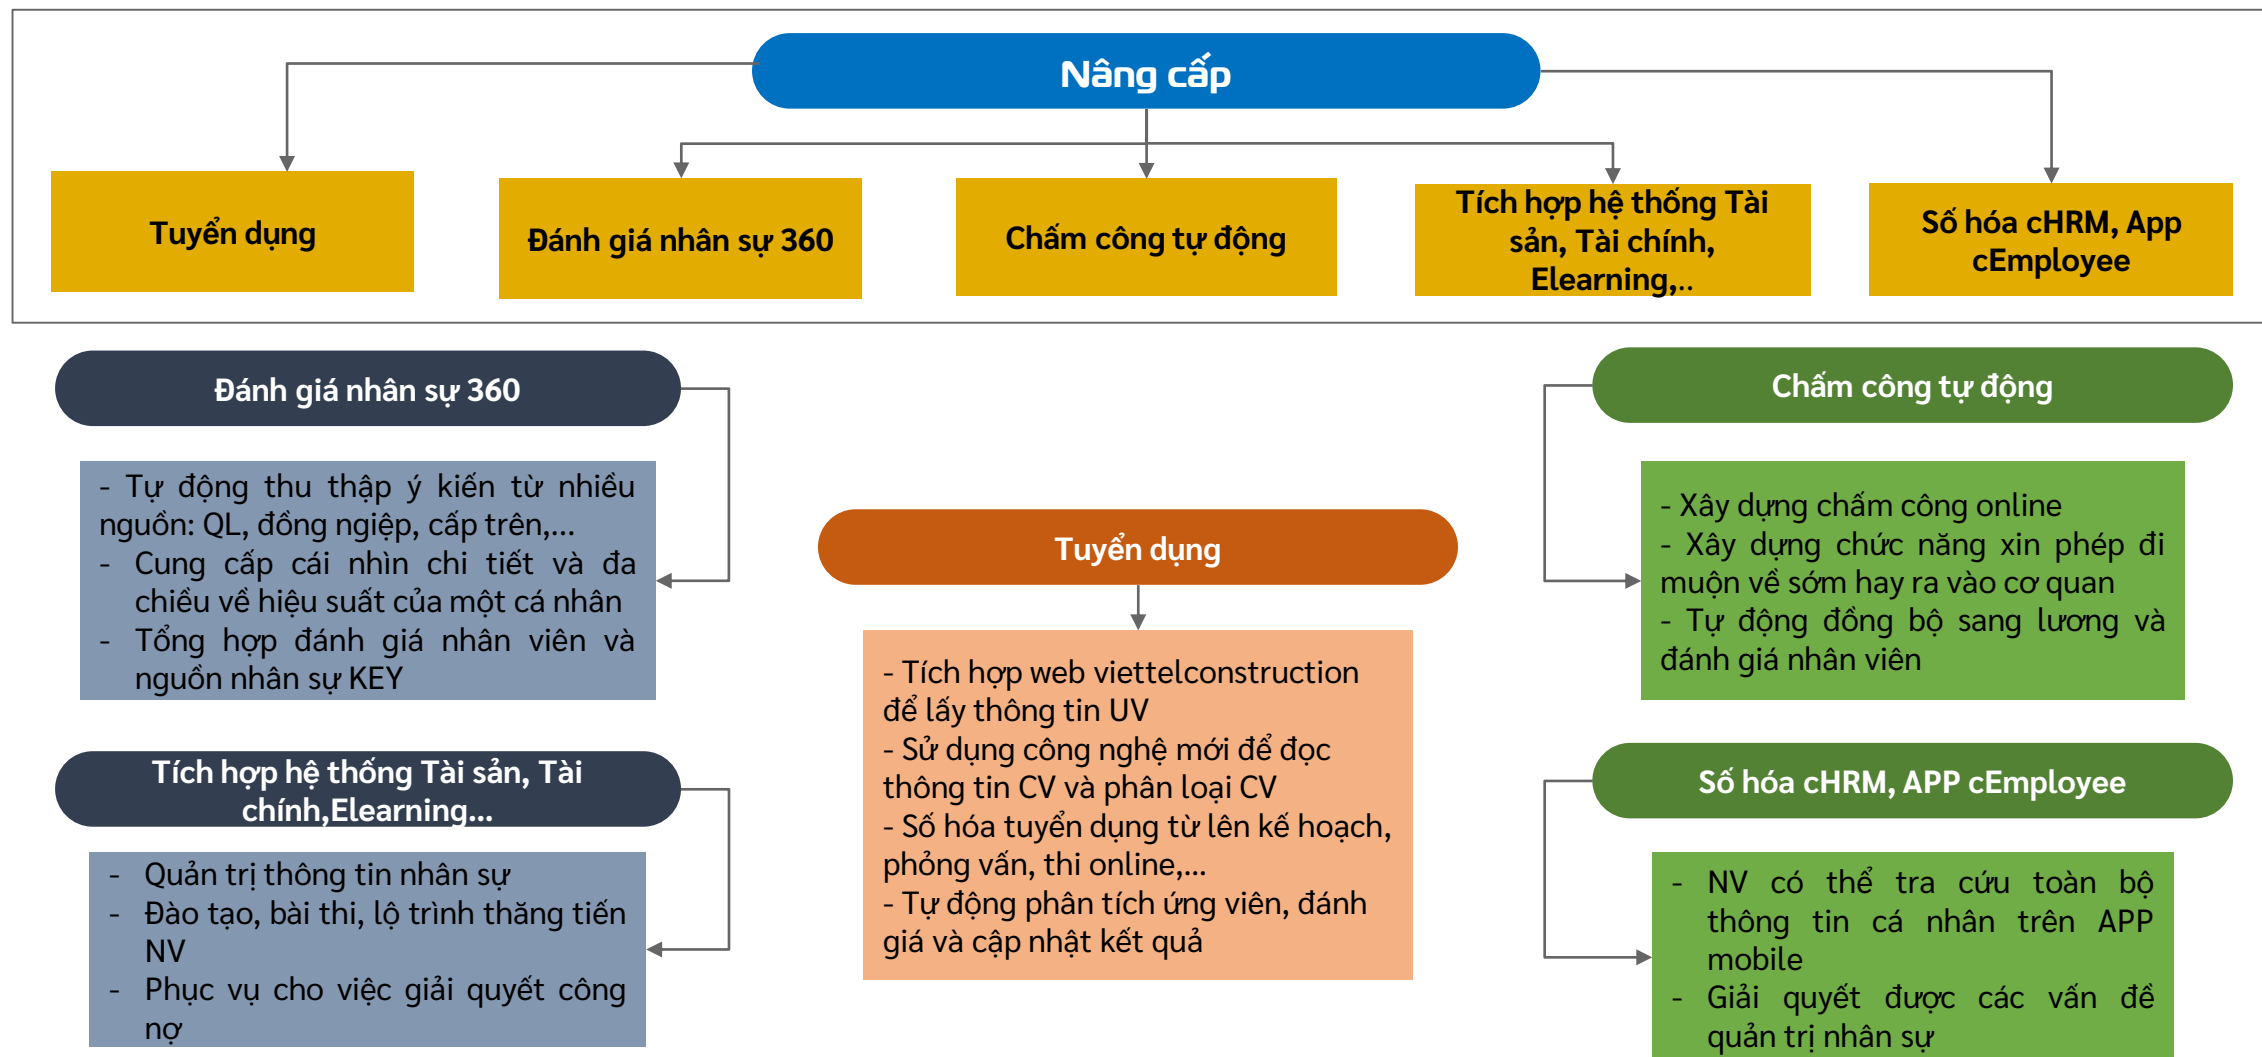 Nâng cấp
Tuyển dụng
Đánh giá nhân sự 360
Chấm công tự động
Tích hợp hệ thống Tài
sản, Tài chính,
Elearning,..
Số hóa cHRM, App
cEmployee
Đánh giá nhân sự 360
- Tự động thu thập ý kiến từ nhiều
nguồn: QL, đồng ngiệp, cấp trên,...
- Cung cấp cái nhìn chi tiết và đa
chiều về hiệu suất của một cá nhân
- Tổng hợp đánh giá nhân viên và
nguồn nhân sự KEY
Tích hợp hệ thống Tài sản, Tài
chính,Elearning...
- Quản trị thông tin nhân sự
- Đào tạo, bài thi, lộ trình thăng tiến
NV
- Phục vụ cho việc giải quyết công
nợ
Tuyển dụng
- Tích hợp web viettelconstruction
để lấy thông tin UV
- Sử dụng công nghệ mới để đọc
thông tin CV và phân loại CV
- Số hóa tuyển dụng từ lên kế hoạch,
phỏng vấn, thi online,...
- Tự động phân tích ứng viên, đánh
giá và cập nhật kết quả
Chấm công tự động
- Xây dựng chấm công online
- Xây dựng chức năng xin phép đi
muộn về sớm hay ra vào cơ quan
- Tự động đồng bộ sang lương và
đánh giá nhân viên
Số hóa cHRM, APP cEmployee
- NV có thể tra cứu toàn bộ
thông tin cá nhân trên APP
mobile
- Giải quyết được các vấn đề
quản trị nhân sự